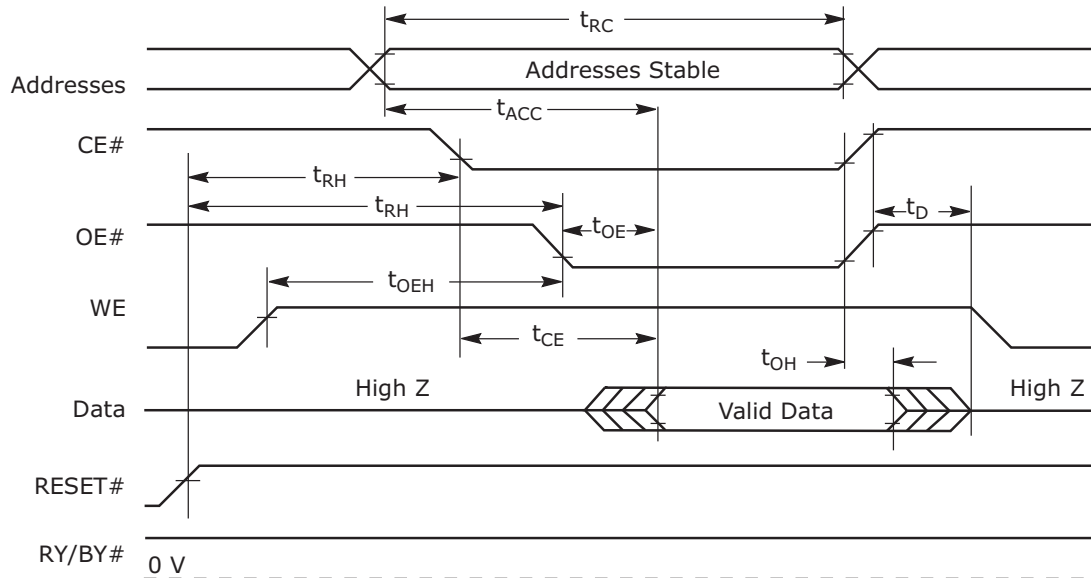 tRC
Addresses Stable
Addresses
tACC
CE#
tRH
tRH
tD
tOE
OE#
tOEH
WE
tCE
tOH
High Z
High Z
Data
Valid Data
RESET#
RY/BY#
0 V